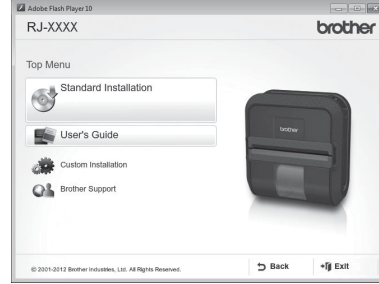 Adobe Flash Player 10
RJ-XXXX
brother
Top Menu
Standard Installation
User's Guide
Custom Installation
Brother Support
brother
© 2001-2012 Brother Industries, Ltd. All Rights Reserved.
Back
Exit